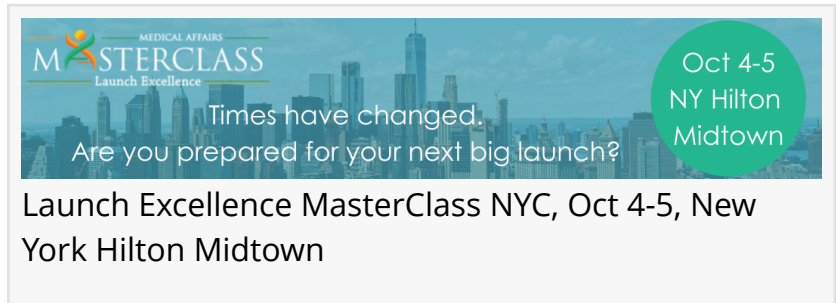 MEDICAL AFFAIRS
MASTERCLASS
Launch Excellence
Times have changed.
Are you prepared for your next big launch?
Oct 4-5
NY Hilton
Midtown
Launch Excellence MasterClass NYC, Oct 4-5, New
York Hilton Midtown